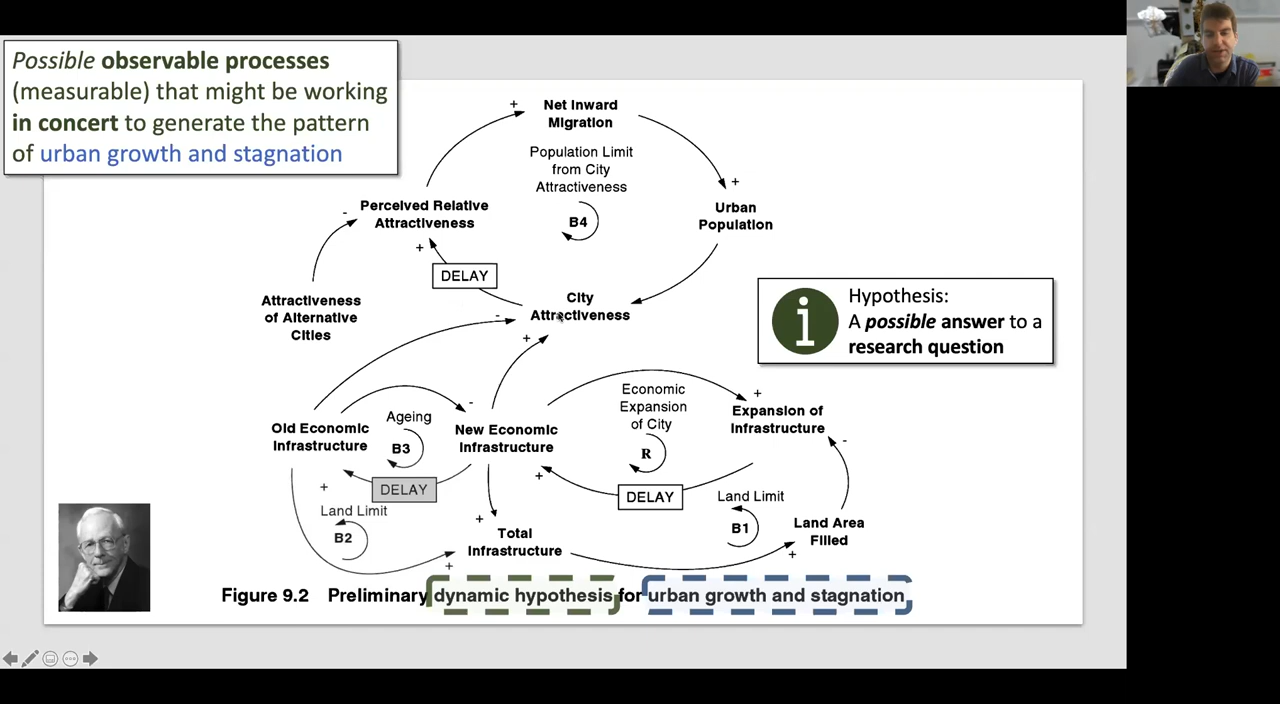 Possible observable processes
(measurable) that might be working
in concert to generate the pattern
of urban growth and stagnation
+
Net Inward
Migration
Population Limit
from City
Attractiveness
B4
+
Urban
Population
-
Perceived Relative
Attractiveness
+
DELAY
Attractiveness
of Alternative
Cities
City
Attractiveness
-
+
Hypothesis:
A possible answer to a
research question
Old Economic
Infrastructure
Ageing
B3
-
New Economic
Infrastructure
Economic
Expansion
of City
R
+
Expansion of
Infrastructure
-
+
DELAY
+
DELAY
Land Limit
B2
Land Limit
B1
Land Area
Filled
+
+
Total
Infrastructure
+
Figure 9.2 Preliminary dynamic hypothesis for urban growth and stagnation